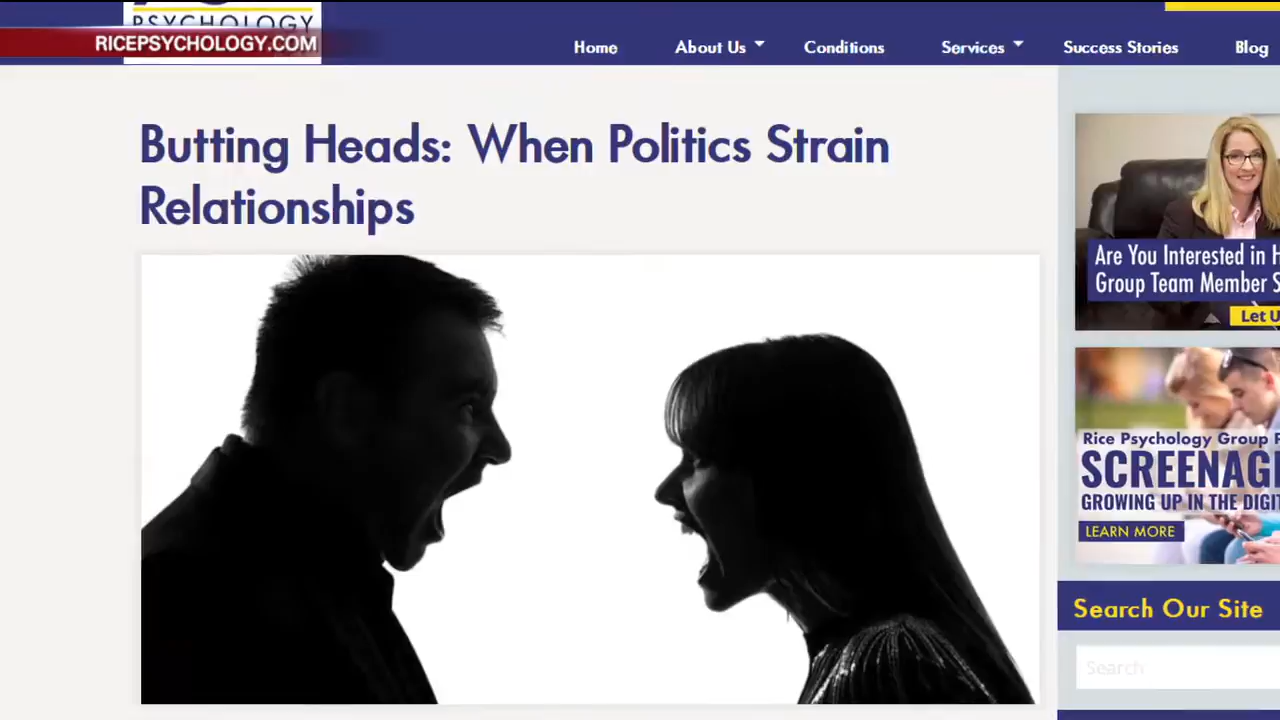 PSYCHOLOGY
RICEPSYCHOLOGY.COM
Home
About Us
Conditions
Services
Success Stories
Blog
Butting Heads: When Politics Strain
Relationships
Are You Interested in
Group Team Member
Let
Rice Psychology Group
GROWING UP IN THE
LEARN MORE
Search Our Site
Search